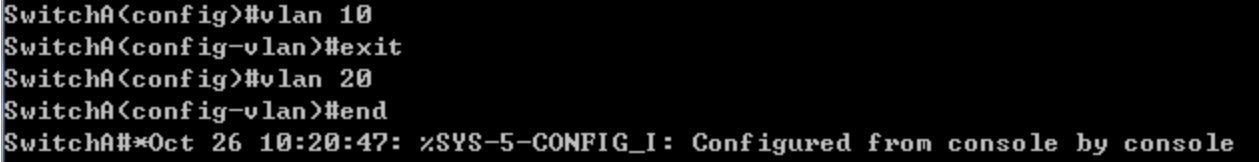 SwitchA(config)#vlan 10
SwitchA(config-vlan)#exit
SwitchA(config)#vlan 20
SwitchA(config-vlan)#end
SwitchA#*Oct 26 10:20:47: %SYS-5-CONFIG_I: Configured from console by console